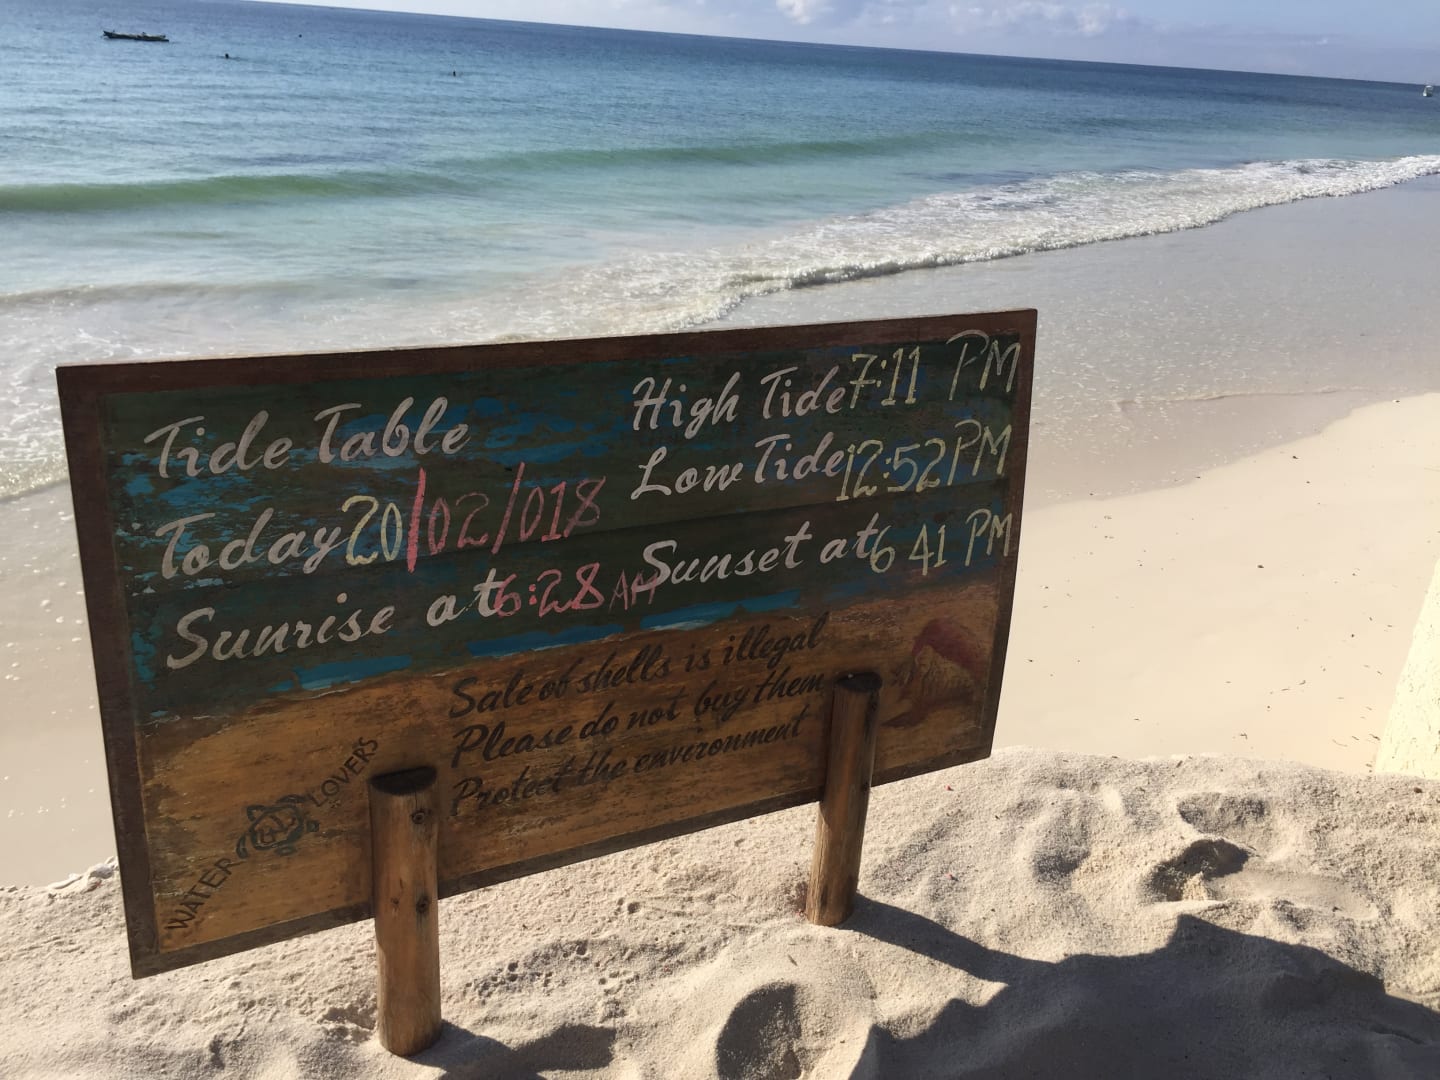 Tide Table
Today 20/02/018
Sunrise at 6:28 AM
High Tide 7:11 PM
Low Tide 12:52 PM
Sunset at 6 41 PM
Sale of shells is illegal
Please do not buy them
Protect the environment
WATER LOVERS